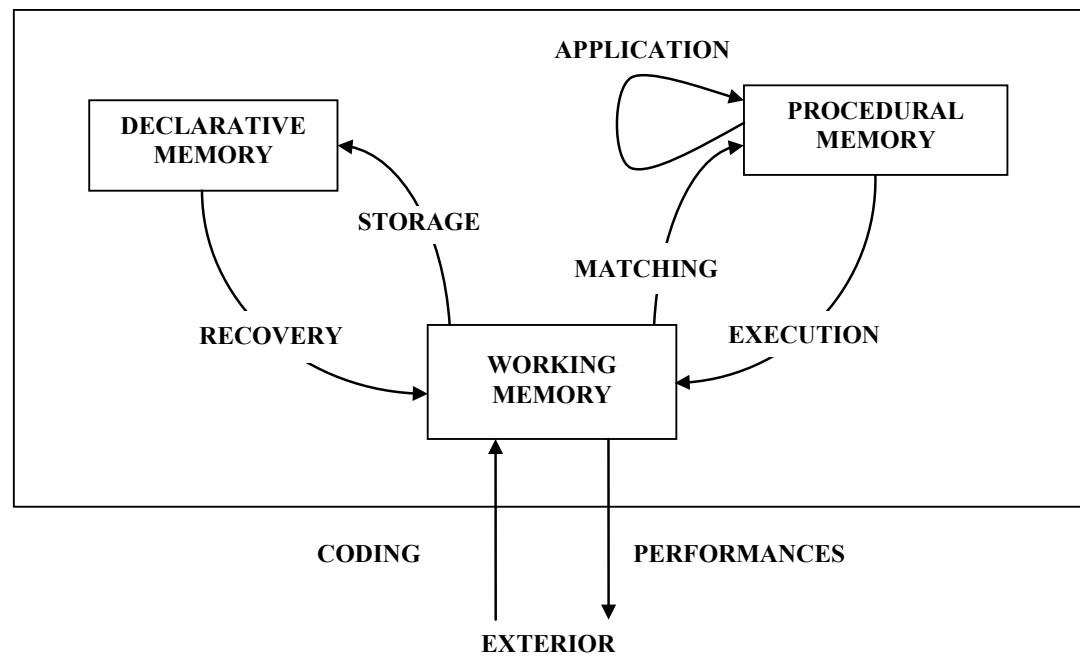 APPLICATION
DECLARATIVE
MEMORY
PROCEDURAL
MEMORY
STORAGE
MATCHING
RECOVERY
EXECUTION
WORKING
MEMORY
CODING
PERFORMANCES
EXTERIOR